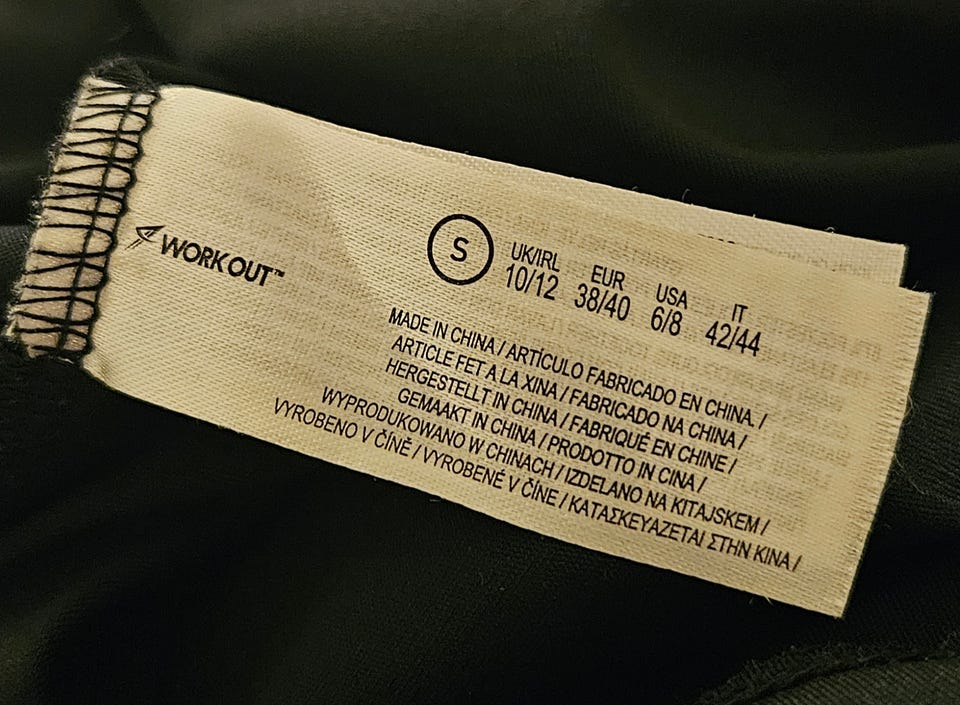 WORKOUT™
S
UK/IRL EUR USA IT
10/12 38/40 6/8 42/44
MADE IN CHINA / ARTÍCULO FABRICADO EN CHINA. /
ARTICLE FET A LA XINA / FABRICADO NA CHINA /
HERGESTELLT IN CHINA / FABRIQUÉ EN CHINE /
GEMAAKT IN CHINA / PRODOTTO IN CINA /
WYPRODUKOWANO W CHINACH / IZDELANO NA KITAJSKEM /
VYROBENO V ČÍNĚ / VYROBENÉ V ČÍNE / ΚΑΤΑΣΚΕΥΑΖΕΤΑΙ ΣΤΗΝ ΚΙΝΑ /